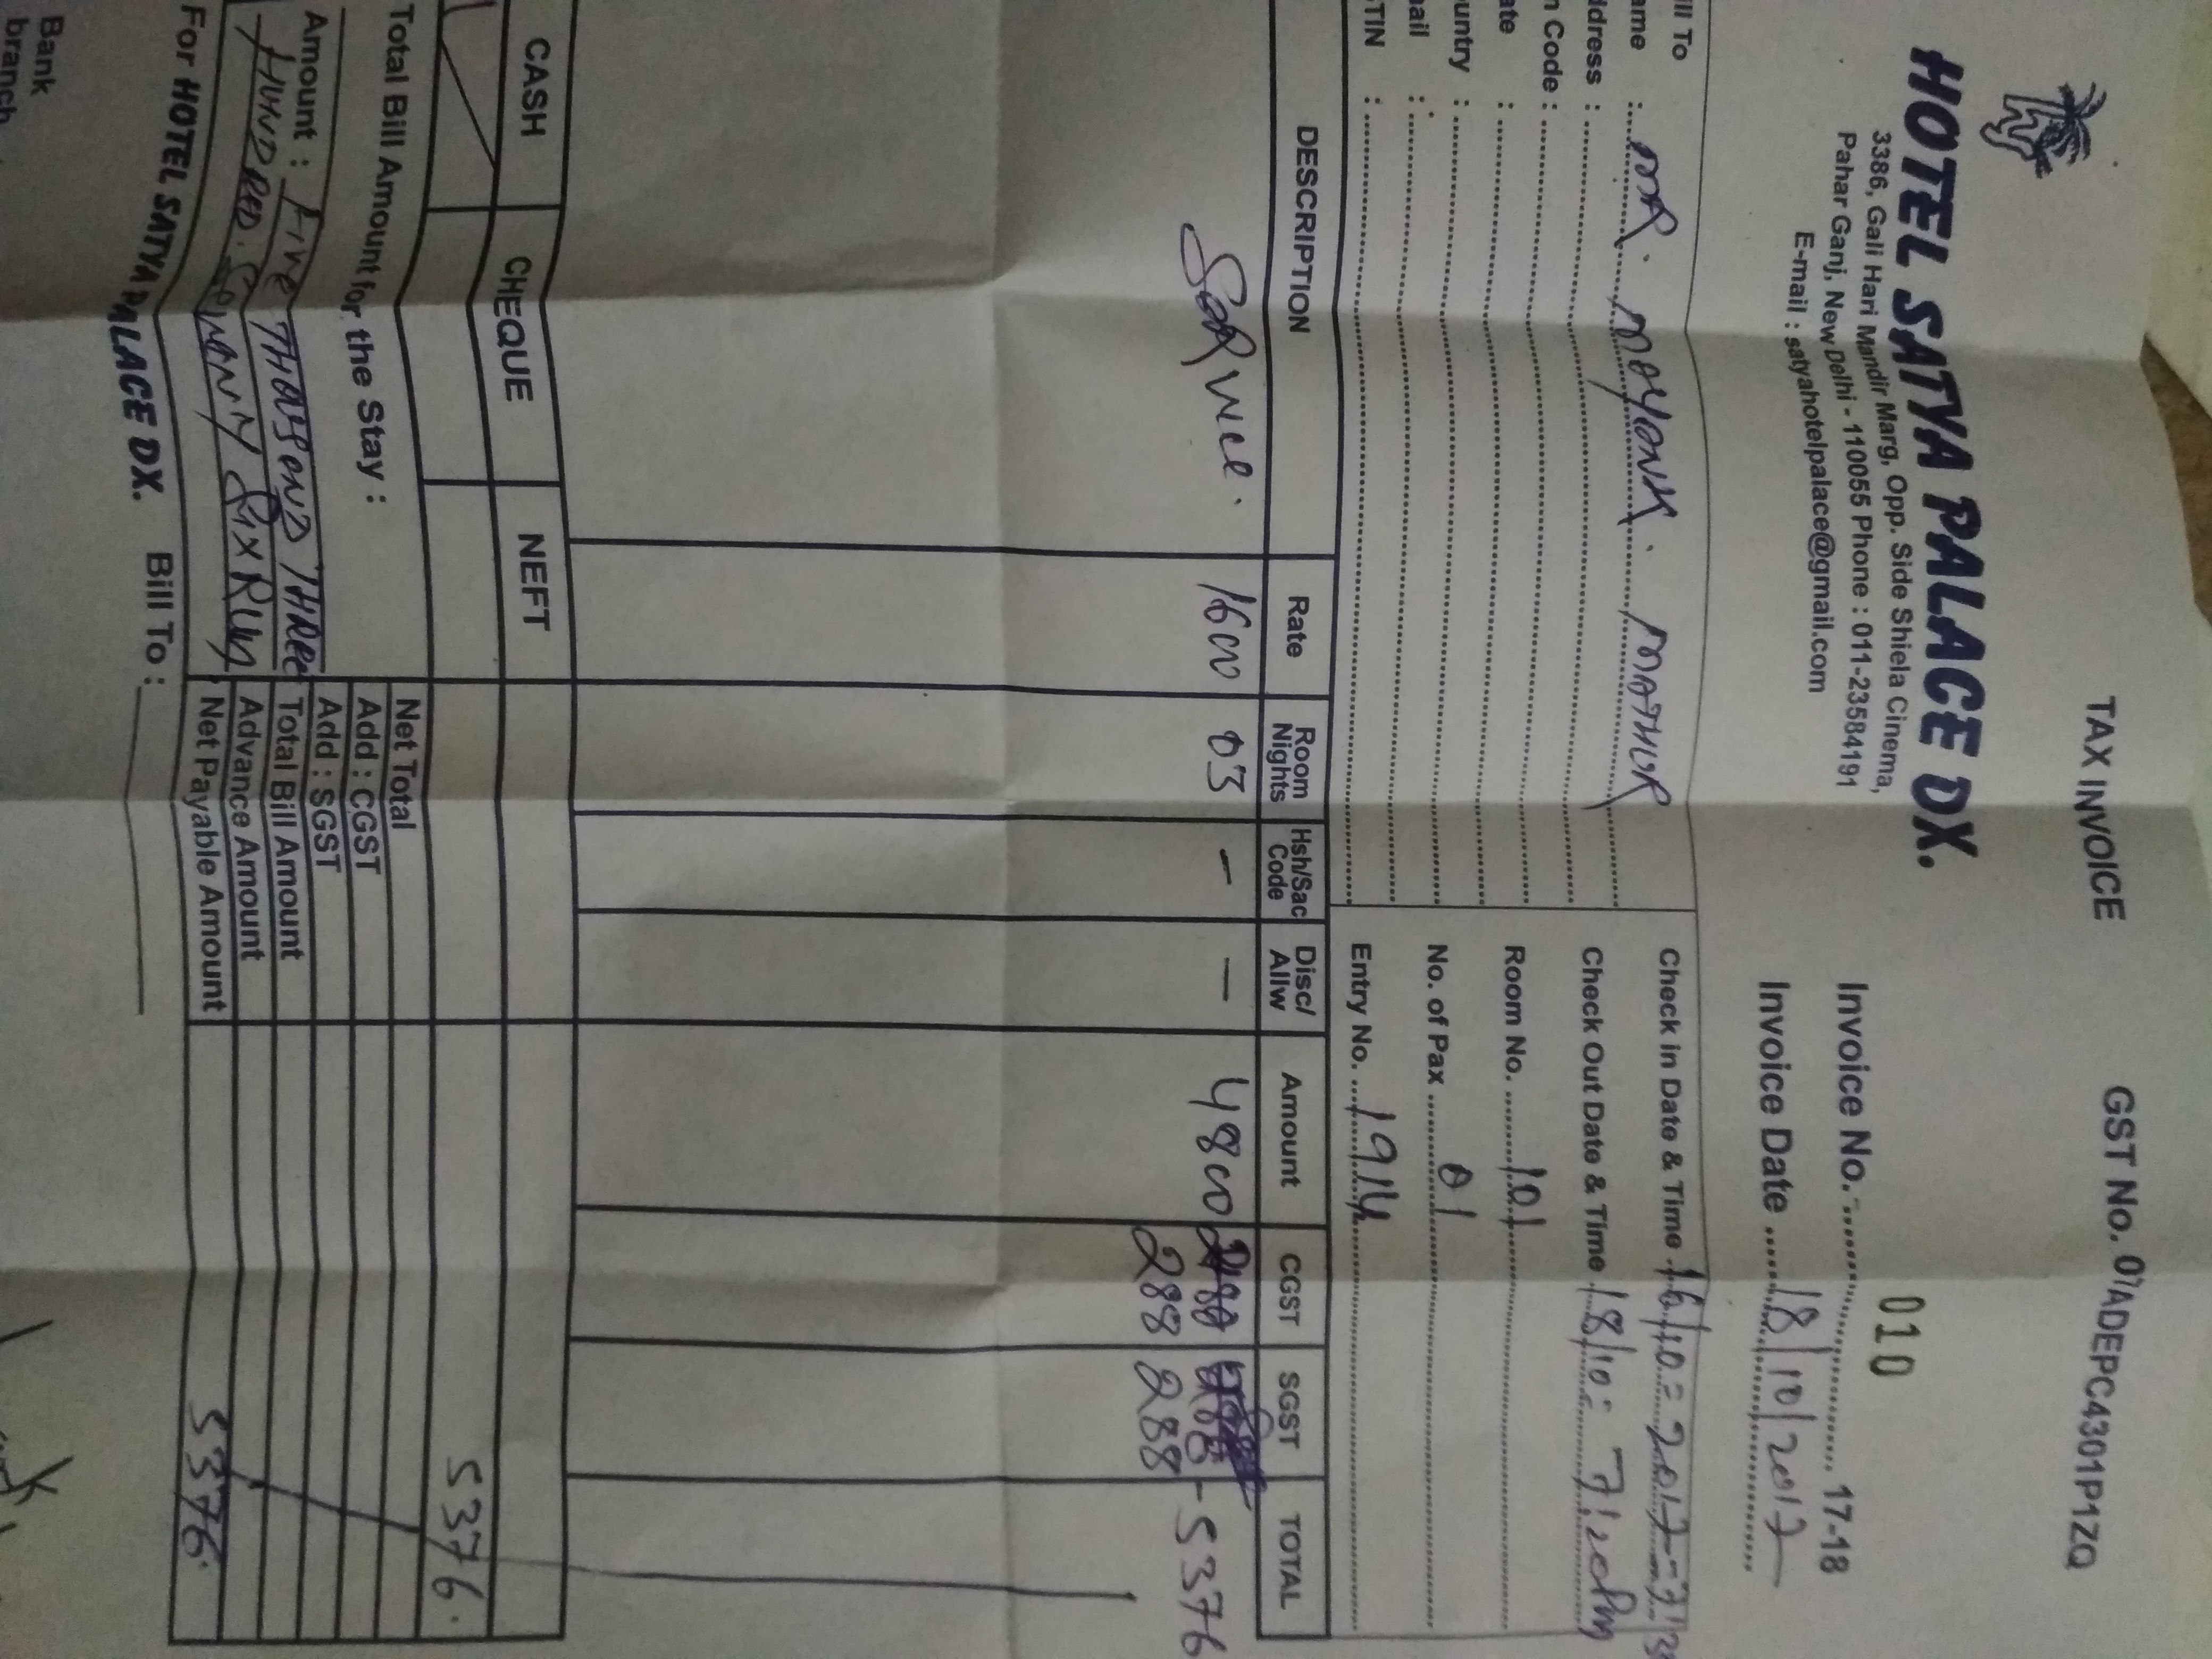 TAX INVOICE
GST No. 07ADEPC4301P1ZQ
HOTEL SATYA PALACE DX.
3386, Gali Hari Mandir Marg, Opp. Side Shiela Cinema,
Pahar Ganj, New Delhi - 110055 Phone : 011-23584191
E-mail : satyahotelpalace@gmail.com
010
Invoice No. 17-18
Invoice Date 18/10/2017
ill To
ame : MR. MAYANK. MATHUR
ddress :
n Code :
ate :
untry :
ail :
TIN :
Check in Date & Time 16/10=2017-7:
Check Out Date & Time 18/10= 7:20PM
Room No. 101
No. of Pax 01
Entry No. 1914
DESCRIPTION Rate Room Nights Hsh/Sac Code Disc/ Allw Amount CGST SGST TOTAL
Service. 1600 03 - - 4800 5376
288 288
CASH CHEQUE NEFT
5376.
Total Bill Amount for the Stay :
Amount : Five THOUSAND THREE
HUNDRED. SEVANTY SIX
Net Total
Add : CGST
Add : SGST
Total Bill Amount
Advance Amount
Net Payable Amount 5376.
For HOTEL SATYA PALACE DX. Bill To :
Bank
branch